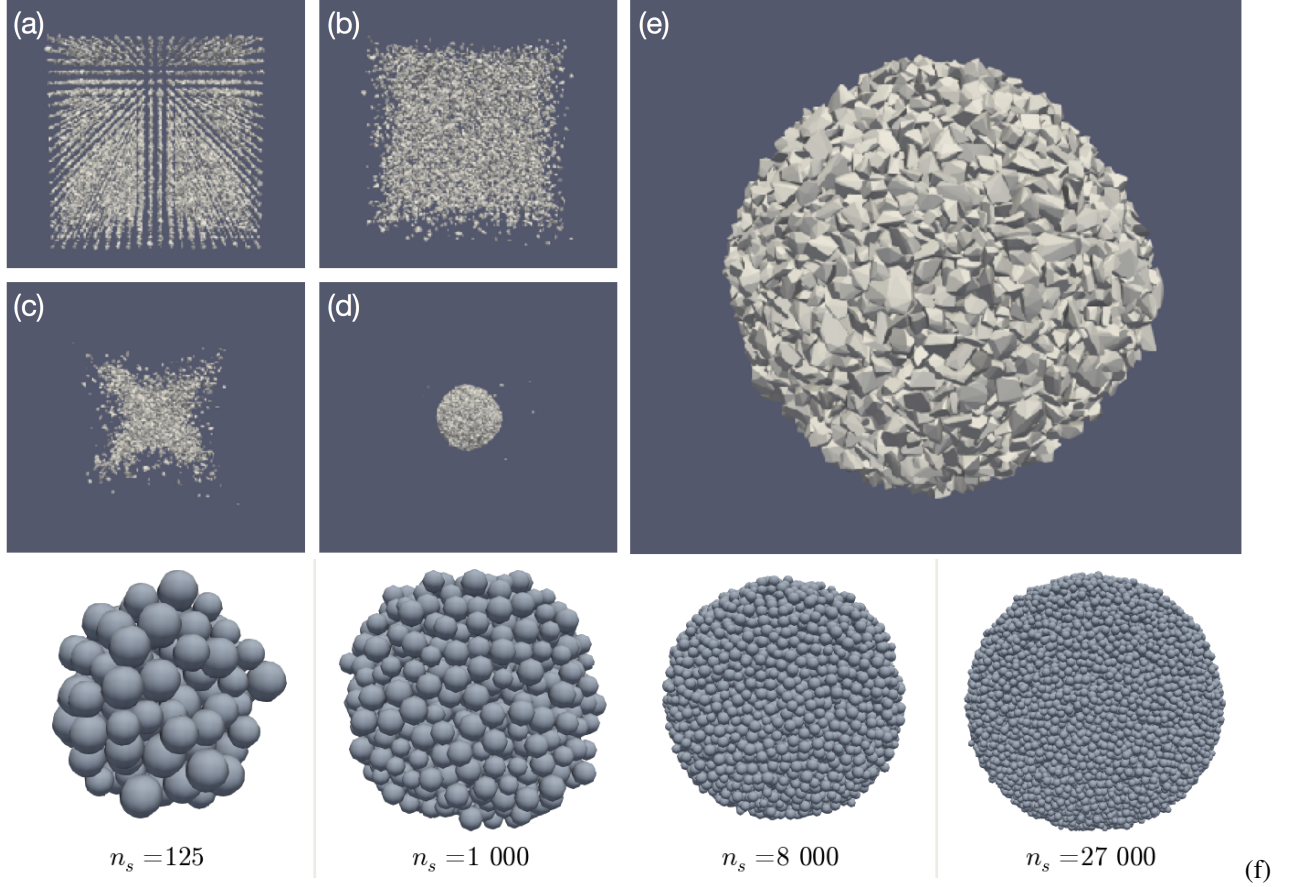 (a)
(b)
(e)
(c)
(d)
n_s =125
n_s =1 000
n_s =8 000
n_s =27 000
(f)